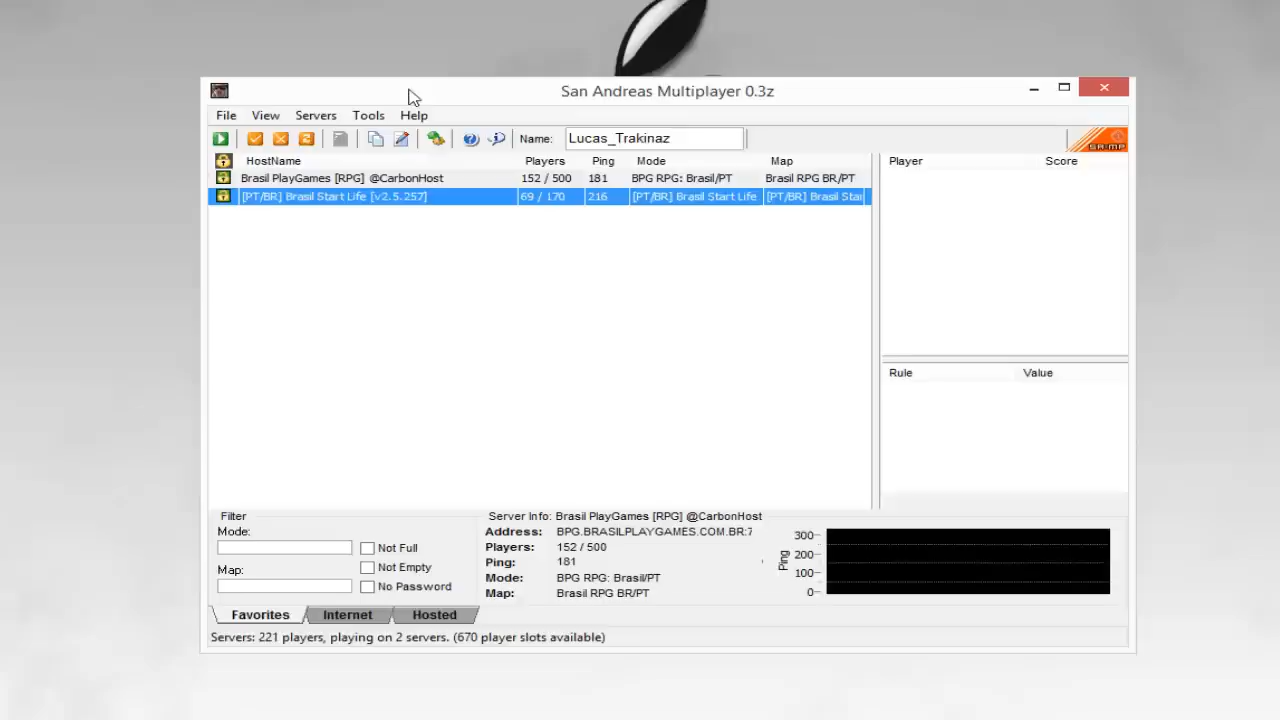 San Andreas Multiplayer 0.3z
File View Servers Tools Help
Name: Lucas_Trakinaz
SA-MP
HostName Players Ping Mode Map
Brasil PlayGames [RPG] @CarbonHost 152 / 500 181 BPG RPG: Brasil/PT Brasil RPG BR/PT
[PT/BR] Brasil Start Life [v2.5.257] 69 / 170 216 [PT/BR] Brasil Start Life [PT/BR] Brasil Star
Player Score
Rule Value
Filter
Mode:
Not Full
Not Empty
Map:
No Password
Server Info: Brasil PlayGames [RPG] @CarbonHost
Address: BPG.BRASILPLAYGAMES.COM.BR:7
Players: 152 / 500
Ping: 181
Mode: BPG RPG: Brasil/PT
Map: Brasil RPG BR/PT
Ping
300
200
100
0
Favorites Internet Hosted
Servers: 221 players, playing on 2 servers. (670 player slots available)